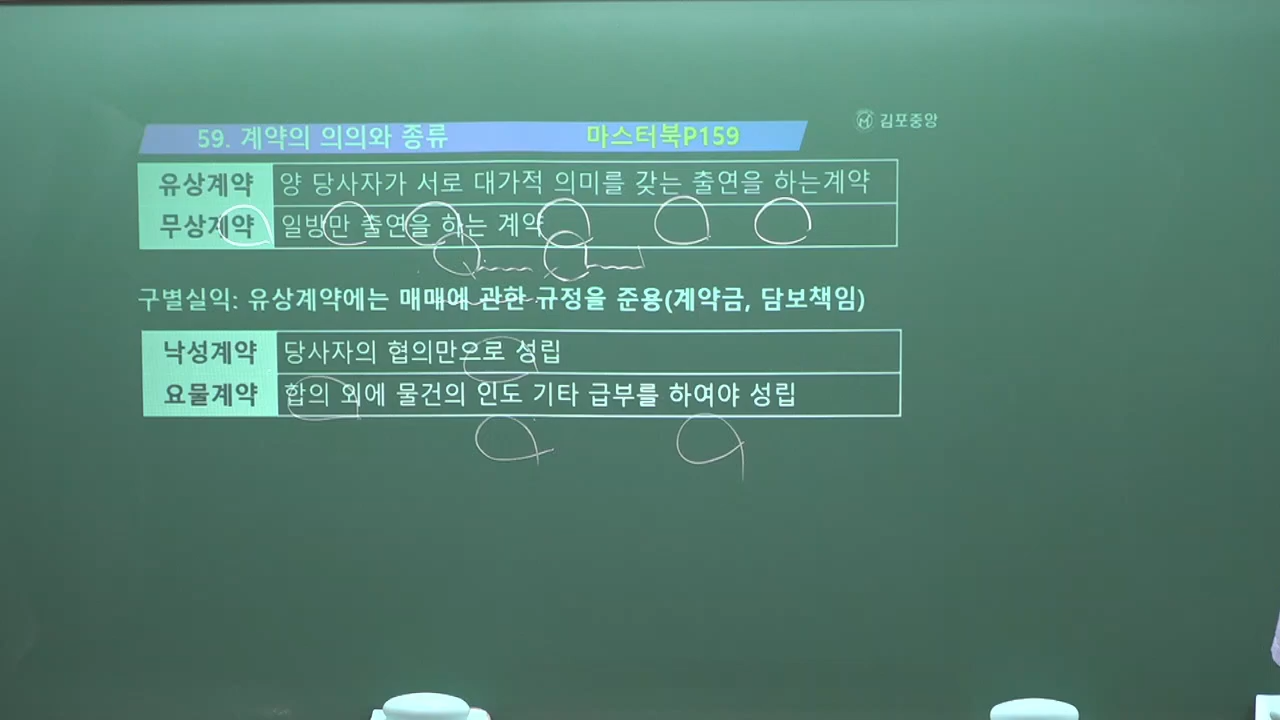 김포중앙
59. 계약의 의의와 종류 마스터북P159
유상계약 양 당사자가 서로 대가적 의미를 갖는 출연을 하는계약
무상계약 일방만 출연을 하는 계약
구별실익: 유상계약에는 매매에 관한 규정을 준용(계약금, 담보책임)
낙성계약 당사자의 협의만으로 성립
요물계약 합의 외에 물건의 인도 기타 급부를 하여야 성립